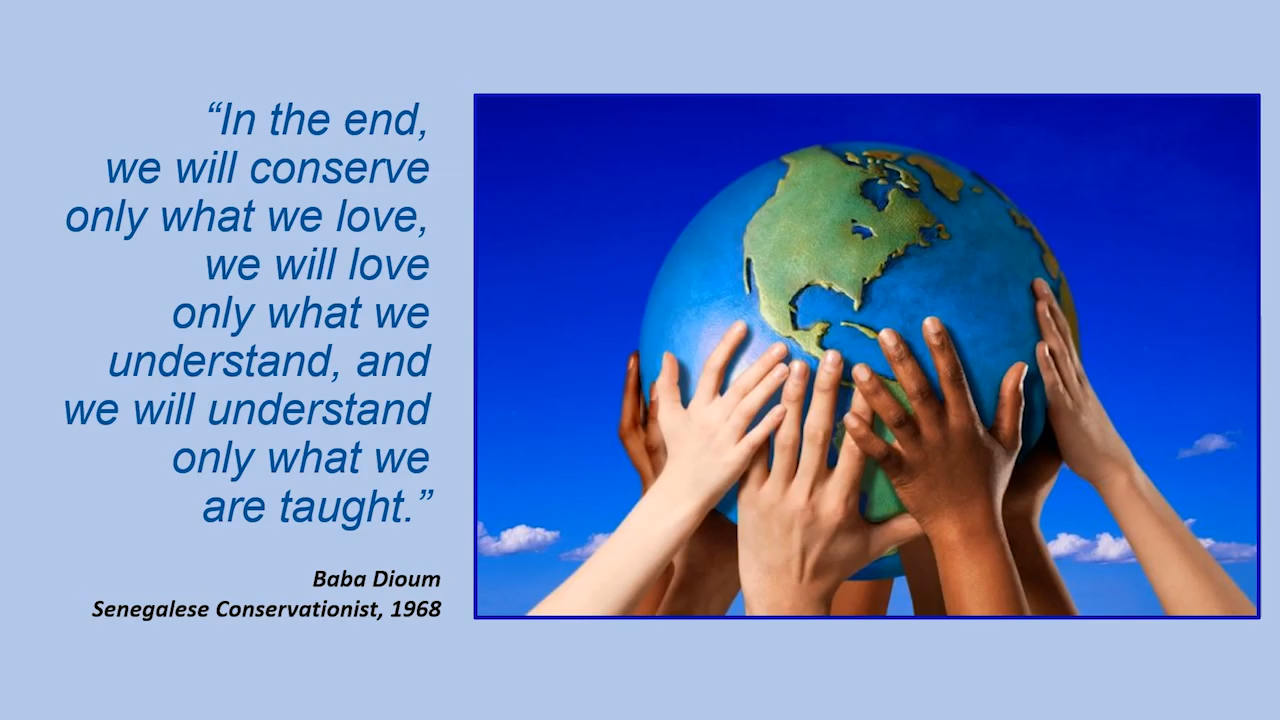 “In the end,
we will conserve
only what we love,
we will love
only what we
understand, and
we will understand
only what we
are taught.”
Baba Dioum
Senegalese Conservationist, 1968